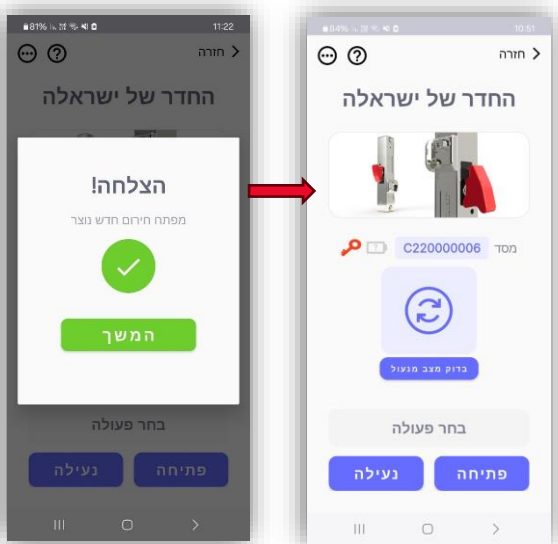 81% 11:22
חזרה
החדר של ישראלה
הצלחה!
מפתח חירום חדש נוצר
המשך
בחר פעולה
פתיחה
נעילה
84% 10:51
חזרה
החדר של ישראלה
מסד C220000006
בדוק מצב מנעול
בחר פעולה
פתיחה
נעילה